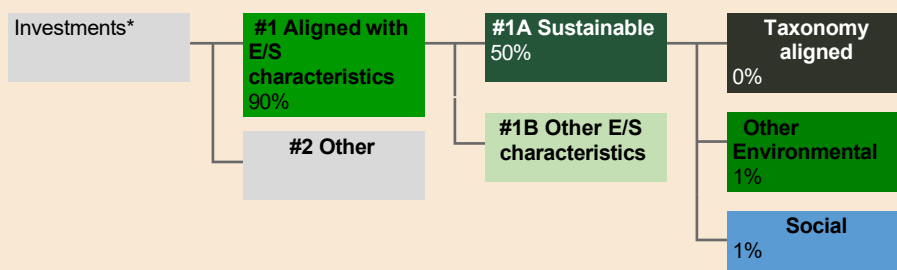 Investments*
#1 Aligned with
E/S
characteristics
90%
#2 Other
#1A Sustainable
50%
#1B Other E/S
characteristics
Taxonomy
aligned
0%
Other
Environmental
1%
Social
1%